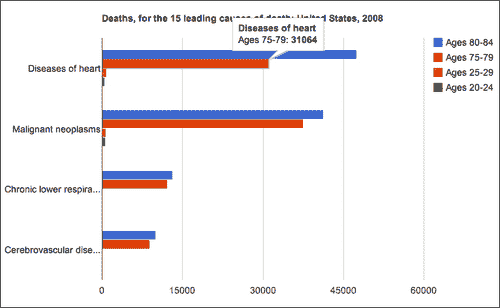 Deaths, for the 15 leading causes of death: United States, 2008
Diseases of heart
Ages 75-79: 31064
Ages 80-84
Ages 75-79
Ages 25-29
Ages 20-24
Diseases of heart
Malignant neoplasms
Chronic lower respira...
Cerebrovascular dise...
0
15000
30000
45000
60000